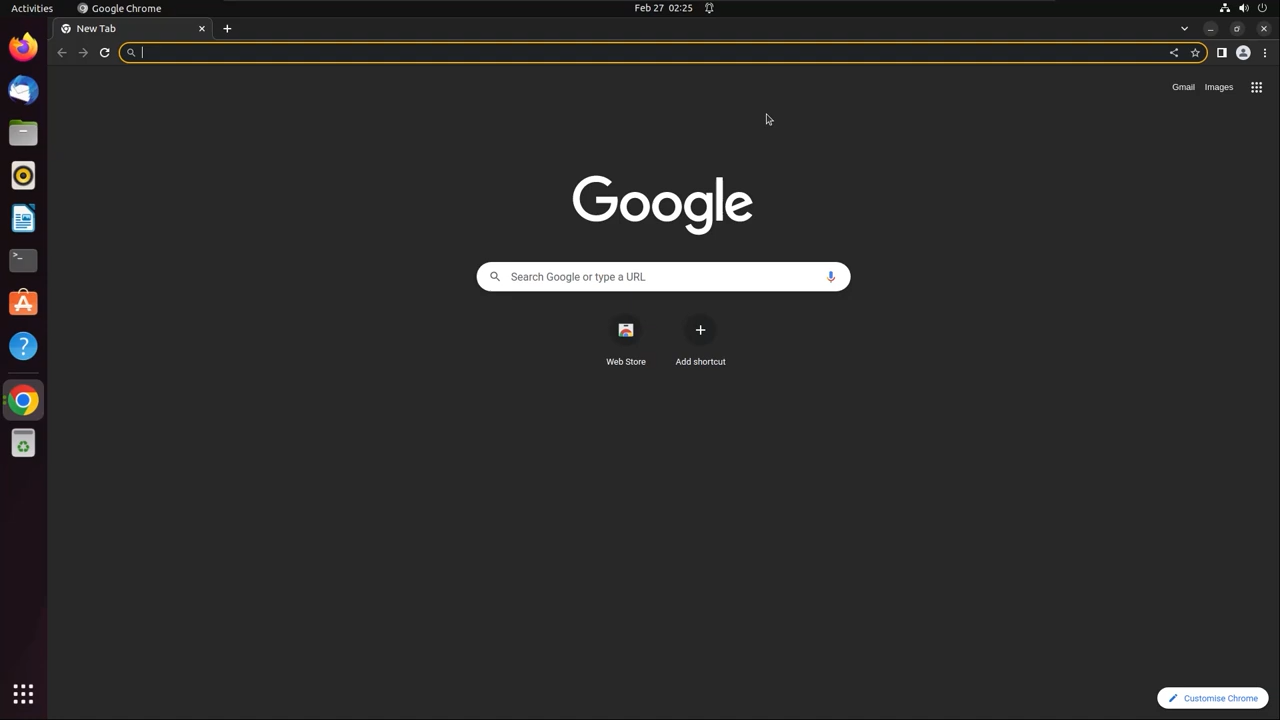 Activities
Google Chrome
Feb 27 02:25
New Tab
Gmail
Images
Google
Search Google or type a URL
Web Store
Add shortcut
Customise Chrome